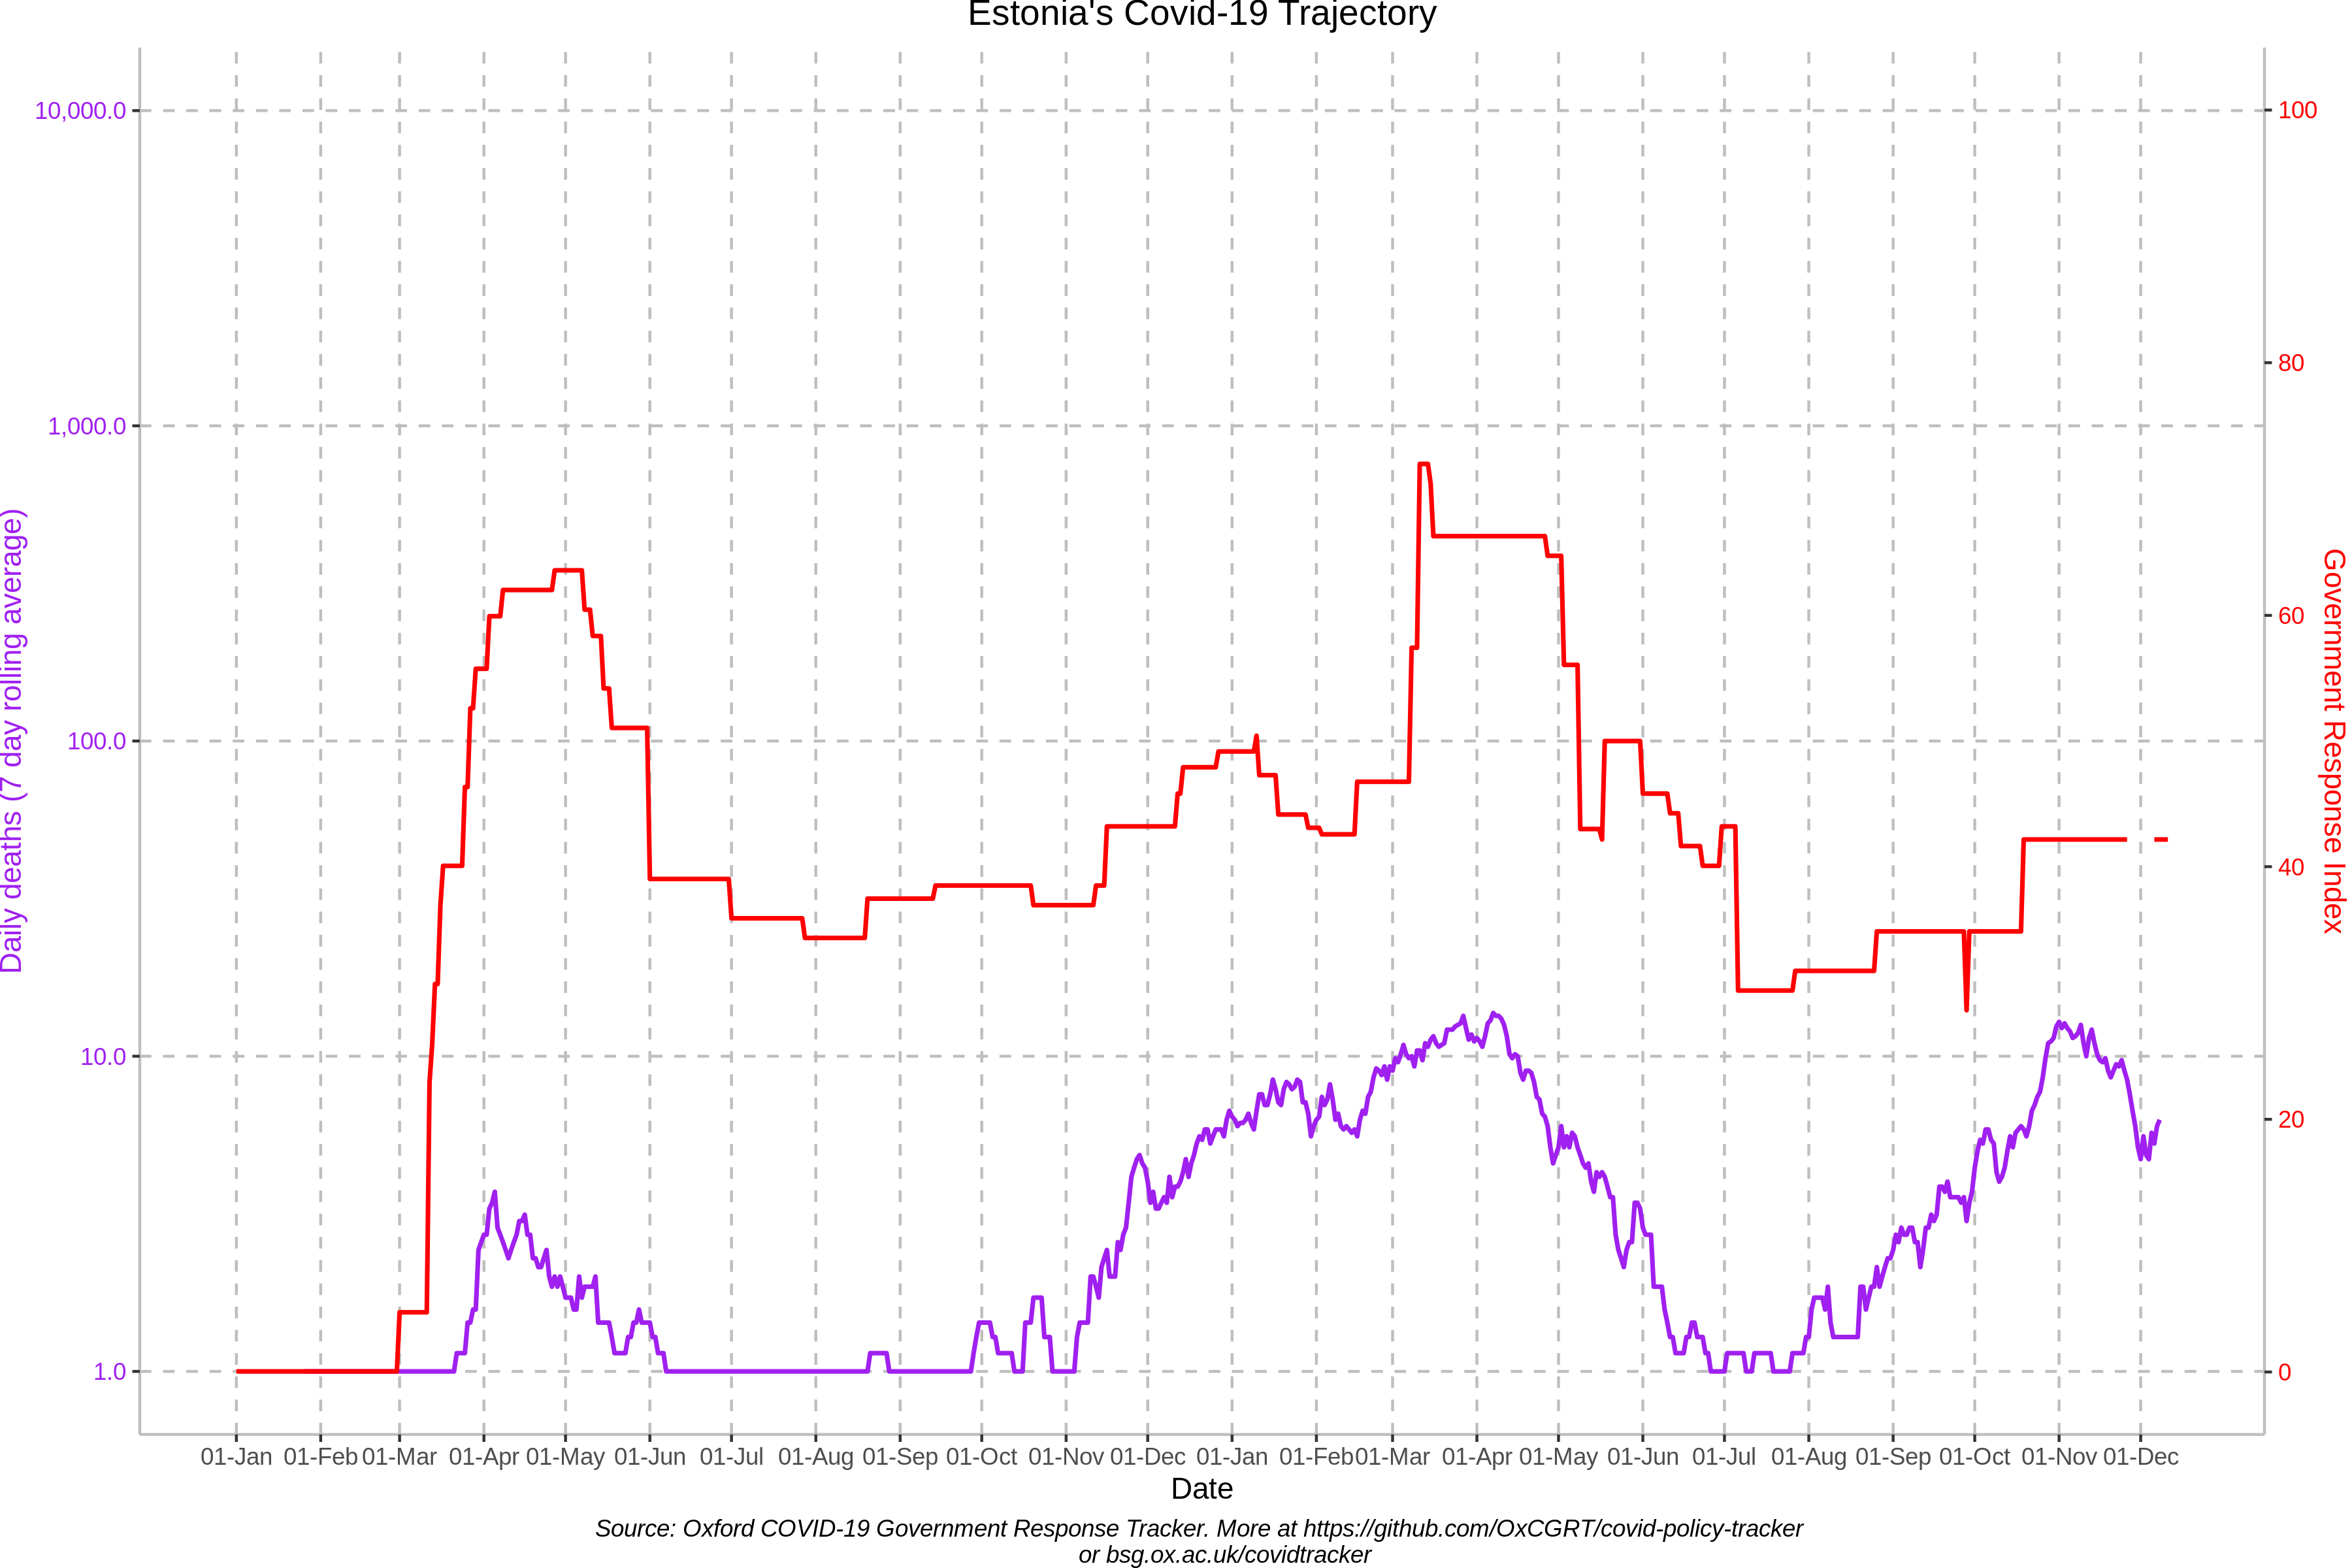 Estonia's Covid-19 Trajectory
10,000.0
1,000.0
100.0
10.0
1.0
Daily deaths (7 day rolling average)
100
80
60
40
20
0
Government Response Index
01-Jan 01-Feb 01-Mar 01-Apr 01-May 01-Jun 01-Jul 01-Aug 01-Sep 01-Oct 01-Nov 01-Dec 01-Jan 01-Feb 01-Mar 01-Apr 01-May 01-Jun 01-Jul 01-Aug 01-Sep 01-Oct 01-Nov 01-Dec
Date
Source: Oxford COVID-19 Government Response Tracker. More at https://github.com/OxCGRT/covid-policy-tracker
or bsg.ox.ac.uk/covidtracker